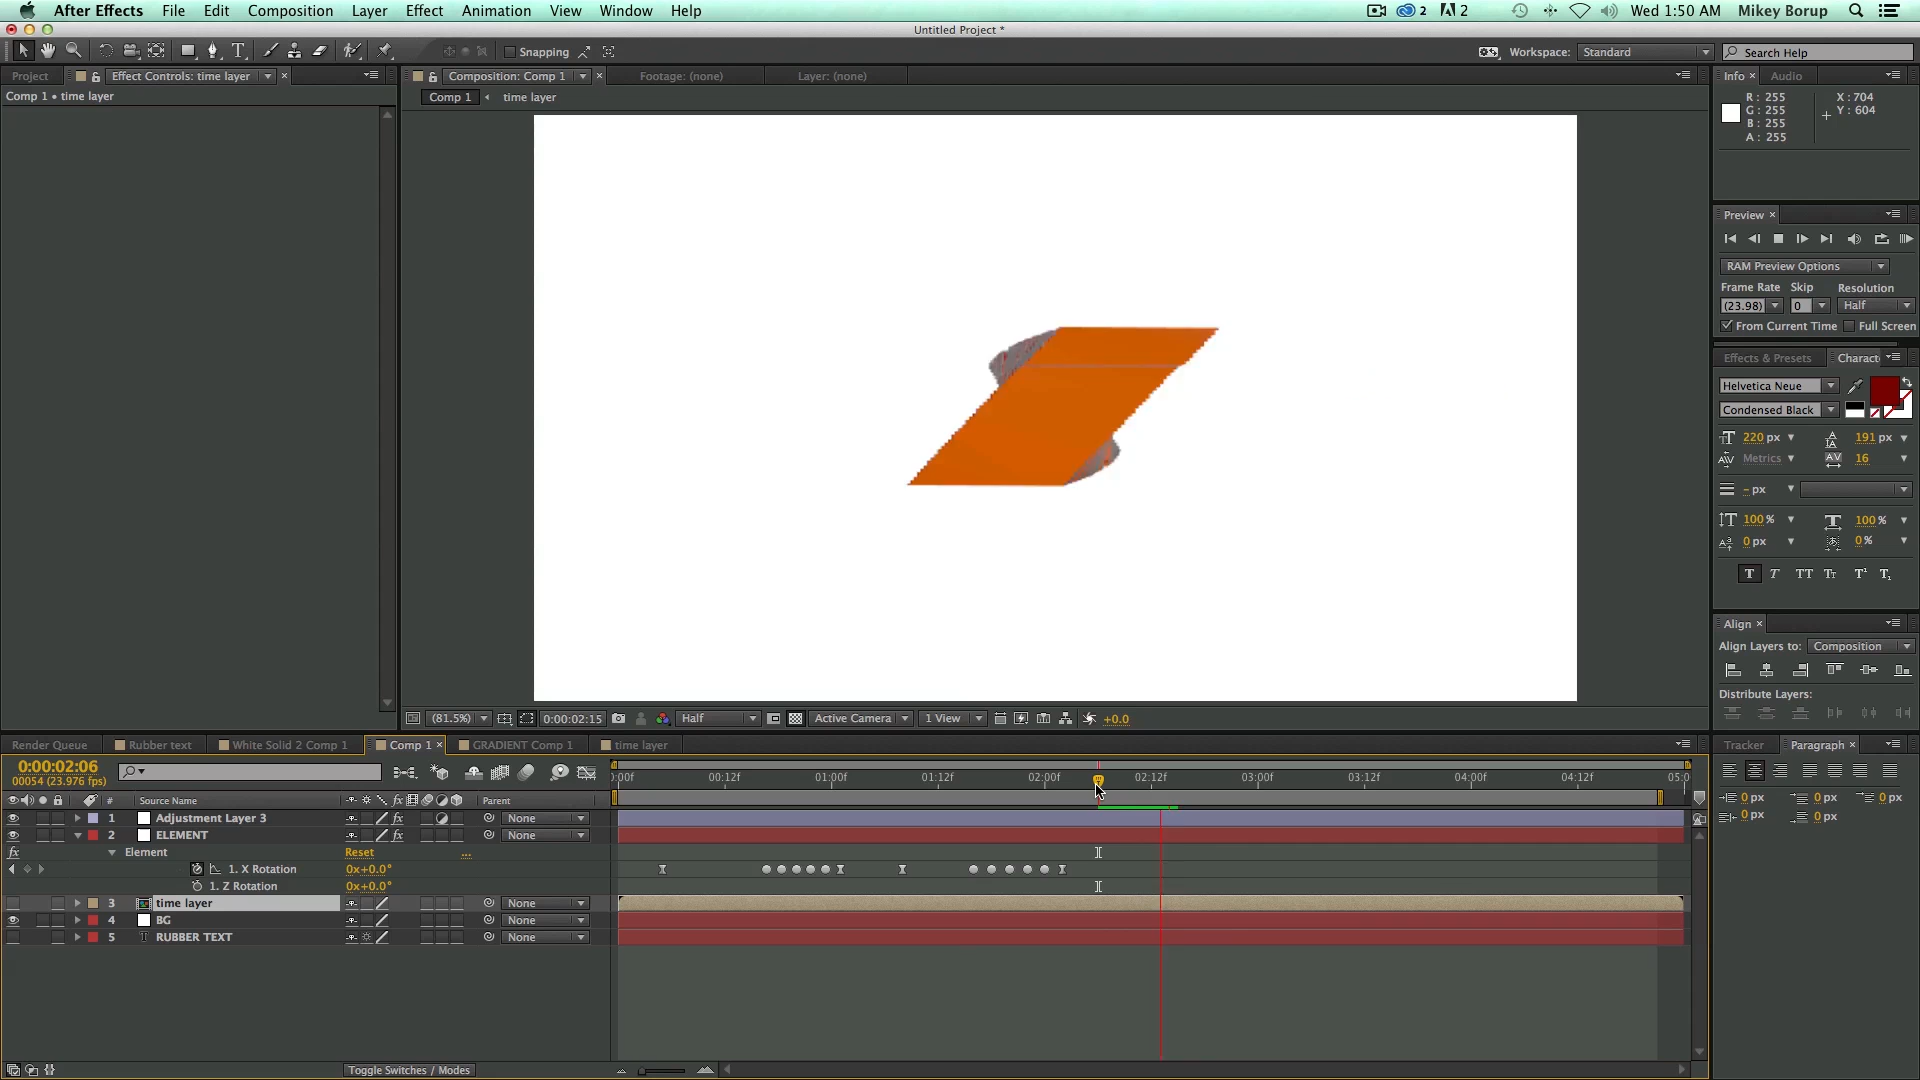 After Effects File Edit Composition Layer Effect Animation View Window Help 2 2 Wed 1:50 AM Mikey Borup
Untitled Project *
Snapping Workspace: Standard Search Help
Project Effect Controls: time layer Composition: Comp 1 Footage: (none) Layer: (none) Info Audio
Comp 1 • time layer Comp 1 time layer
R : 255 X : 704
G : 255 Y : 604
B : 255
A : 255
Preview
RAM Preview Options
Frame Rate Skip Resolution
(23.98) 0 Half
From Current Time Full Screen
Effects & Presets Charact
Helvetica Neue
Condensed Black
220 px 191 px
Metrics 16
- px
100 % 100 %
0 px 0 %
T T TT Tт T¹ T₁
Align
Align Layers to: Composition
Distribute Layers:
(81.5%) 0:00:02:15 Half Active Camera 1 View +0.0
Render Queue Rubber text White Solid 2 Comp 1 Comp 1 GRADIENT Comp 1 time layer Tracker Paragraph
0:00:02:06
00054 (23.976 fps)
:00f 00:12f 01:00f 01:12f 02:00f 02:12f 03:00f 03:12f 04:00f 04:12f 05:0
# Source Name fx Parent
0 px 0 px 0 px
0 px 0 px
1 Adjustment Layer 3 fx None
2 ELEMENT fx None
fx Element Reset ...
1. X Rotation 0x+0.0°
1. Z Rotation 0x+0.0°
3 time layer None
4 BG None
5 T RUBBER TEXT None
Toggle Switches / Modes